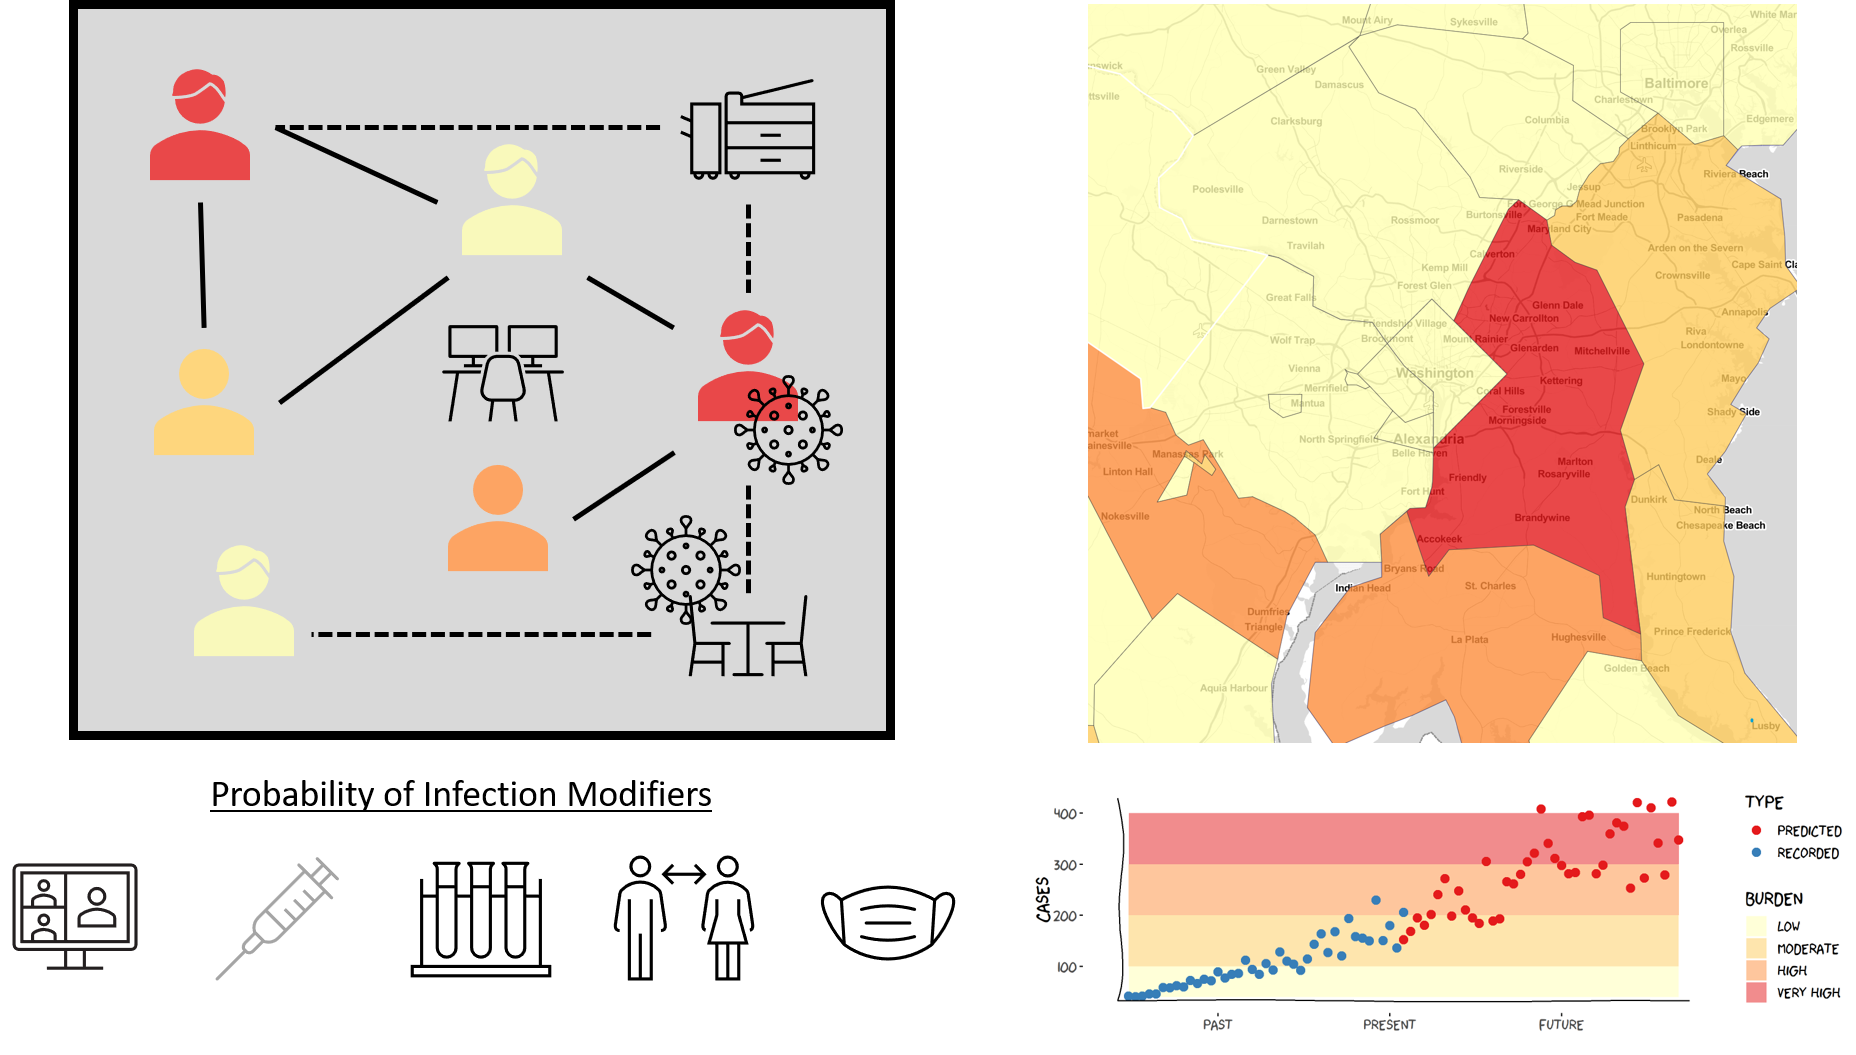 Mount Airy
Sykesville
White Mar
Overlea
Rossville
Green Valley
nswick
Damascus
Baltimore
ttsville
Charlestown
Clarksburg
Columbia
Edgemere
Brooklyn Park
Linthicum
Riverside
Riviera Beach
Poolesville
Jessup
Fort George G Mead Junction
Burtonsville
Fort Meade
Pasadena
Darnestown
Rossmoor
Maryland City
Travilah
Arden on the Severn
Calverton
Kemp Mill
Cape Saint Cla
Crownsville
Forest Glen
Great Falls
Glenn Dale
Annapolis
New Carrollton
Friendship Village
Riva
Wolf Trap
Brookmont
Mount Rainier
Londontowne
Glenarden
Mitchellville
Vienna
Washington
Mayo
Kettering
Merrifield
Coral Hills
Mantua
Forestville
Shady Side
Morningside
market
North Springfield
Alexandria
ainesville
Belle Haven
Manassas Park
Deale
Marlton
Linton Hall
Rosaryville
Friendly
Fort Hunt
Dunkirk
North Beach
Nokesville
Brandywine
Chesapeake Beach
Accokeek
Bryans Road
Huntingtown
Indian Head
St. Charles
Dumfries
Triangle
La Plata
Hughesville
Prince Frederick
Golden Beach
Aquia Harbour
Lusby
Probability of Infection Modifiers
CASES
400
300
200
100
PAST
PRESENT
FUTURE
TYPE
PREDICTED
RECORDED
BURDEN
LOW
MODERATE
HIGH
VERY HIGH